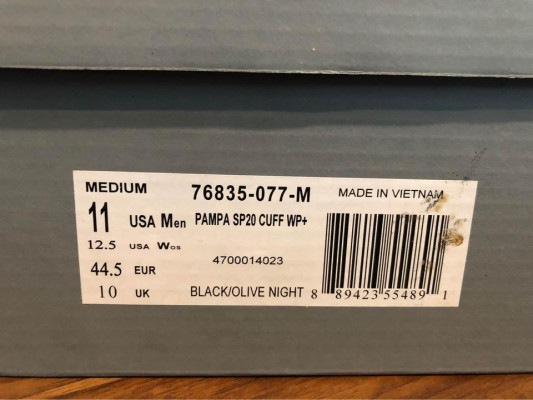 MEDIUM 76835-077-M MADE IN VIETNAM
11 USA Men PAMPA SP20 CUFF WP+
12.5 USA Wos
4700014023
44.5 EUR
10 UK BLACK/OLIVE NIGHT 8 89423 55489 1